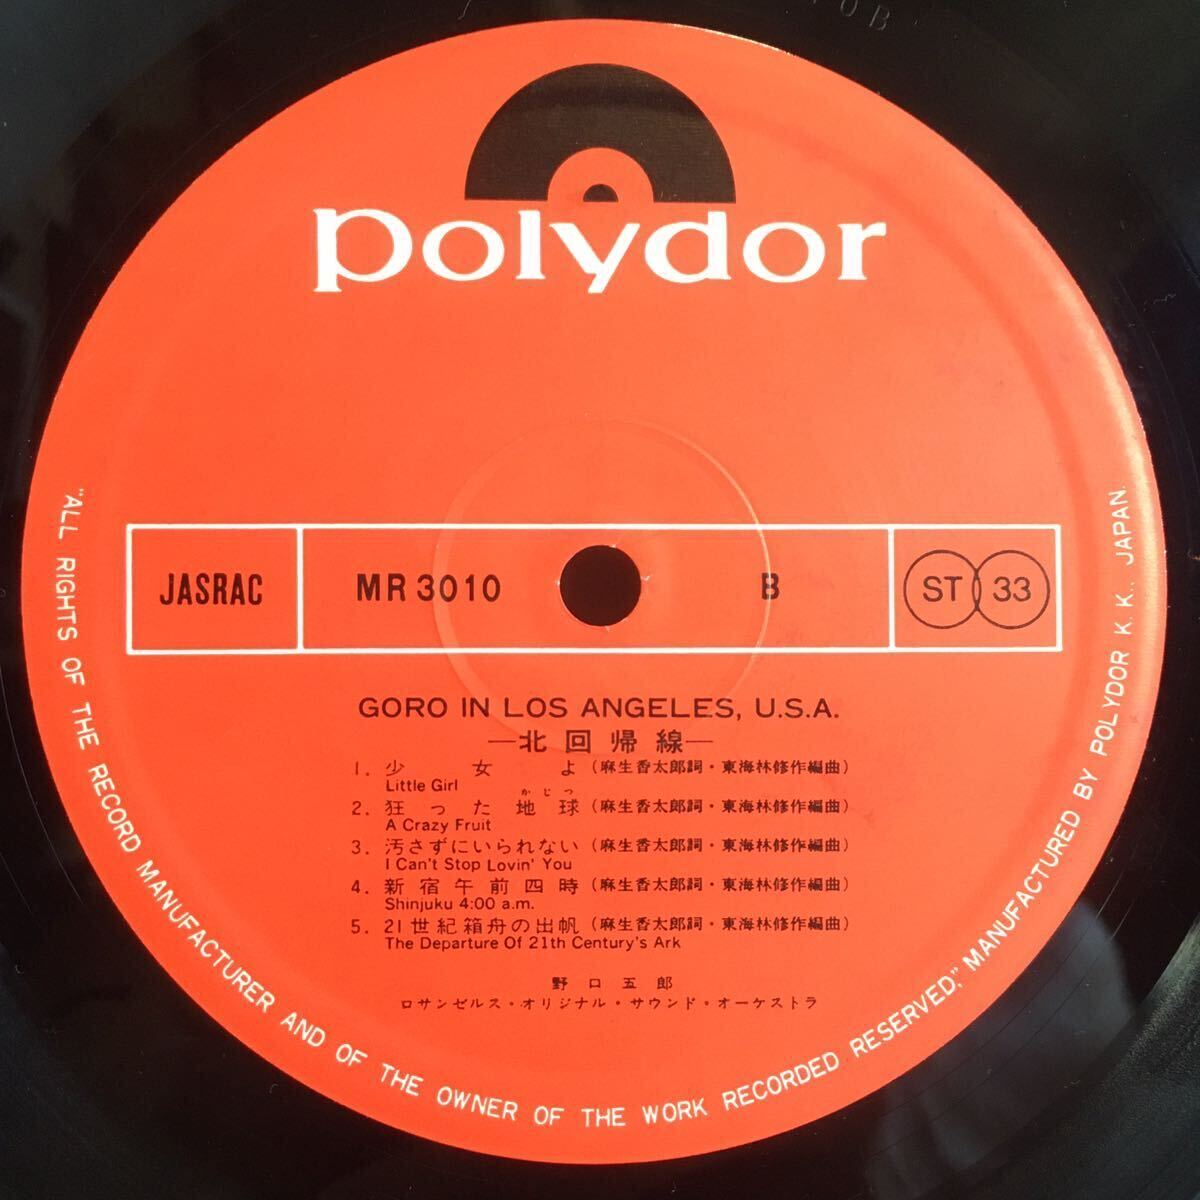 70B
polydor
JASRAC MR 3010 B ST 33
GORO IN LOS ANGELES, U.S.A.
—北回帰線—
1. 少女よ(麻生香太郎詞・東海林修作編曲)
Little Girl
かじつ
2. 狂った地球(麻生香太郎詞・東海林修作編曲)
A Crazy Fruit
3. 汚さずにいられない(麻生香太郎詞・東海林修作編曲)
I Can't Stop Lovin' You
4. 新宿午前四時(麻生香太郎詞・東海林修作編曲)
Shinjuku 4:00 a.m.
5. 21世紀箱舟の出帆(麻生香太郎詞・東海林修作編曲)
The Departure Of 21th Century's Ark
野口五郎
ロサンゼルス・オリジナル・サウンド・オーケストラ
"ALL RIGHTS OF THE RECORD MANUFACTURER AND OF THE OWNER OF THE WORK RECORDED RESERVED," MANUFACTURED BY POLYDOR K.K., JAPAN.